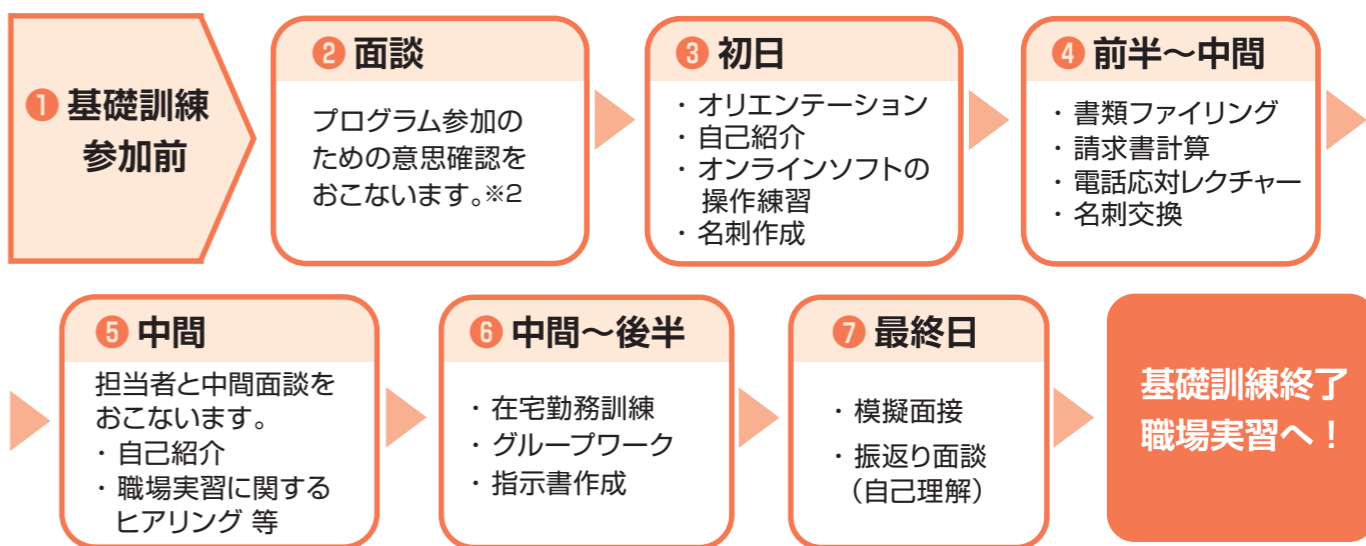 ❶ 基礎訓練
参加前
❷ 面談
プログラム参加の
ための意思確認を
おこないます。※2
❸ 初日
・オリエンテーション
・自己紹介
・オンラインソフトの
操作練習
・名刺作成
❹ 前半〜中間
・書類ファイリング
・請求書計算
・電話応対レクチャー
・名刺交換
❺ 中間
担当者と中間面談を
おこないます。
・自己紹介
・職場実習に関する
ヒアリング 等
❻ 中間〜後半
・在宅勤務訓練
・グループワーク
・指示書作成
❼ 最終日
・模擬面接
・振返り面談
（自己理解）
基礎訓練終了
職場実習へ！